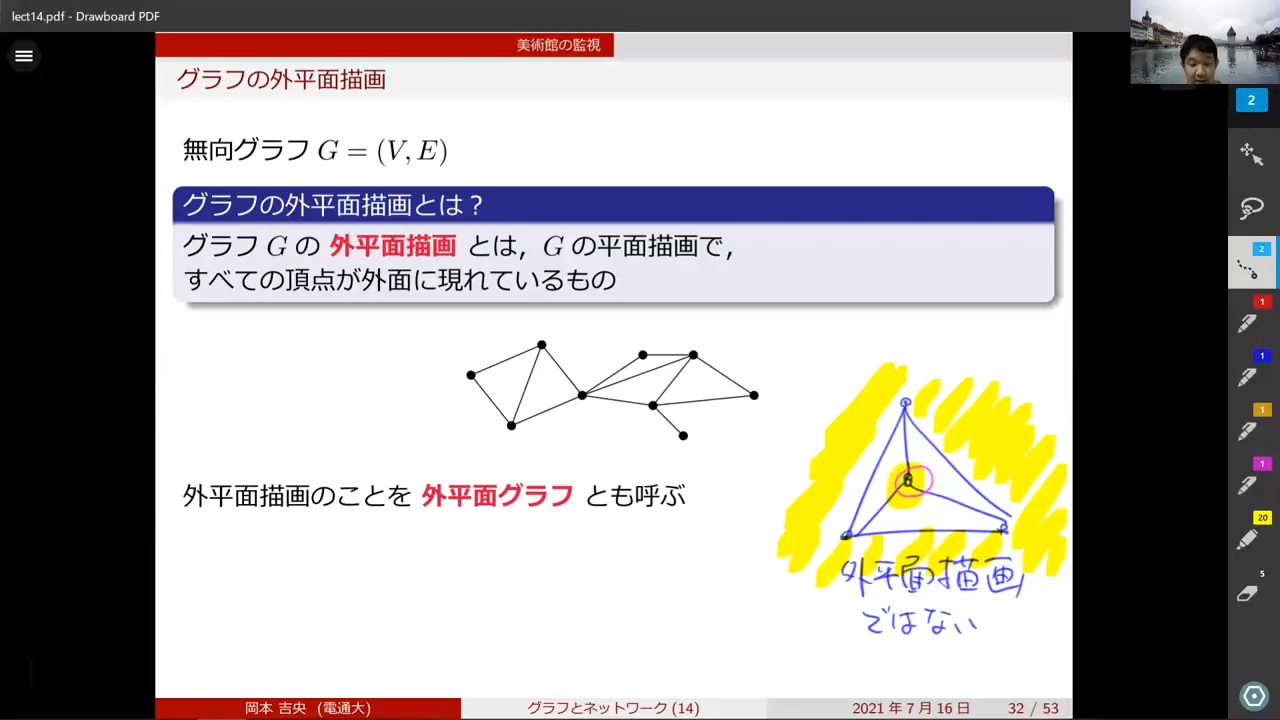 lect14.pdf - Drawboard PDF
美術館の監視
グラフの外平面描画
無向グラフ G = (V, E)
グラフの外平面描画とは？
グラフ G の 外平面描画 とは，G の平面描画で，
すべての頂点が外面に現れているもの
外平面描画のことを 外平面グラフ とも呼ぶ
外平面描画
ではない
岡本 吉央 (電通大)
グラフとネットワーク (14)
2021 年 7 月 16 日
32 / 53
2
2
1
1
1
1
20
5